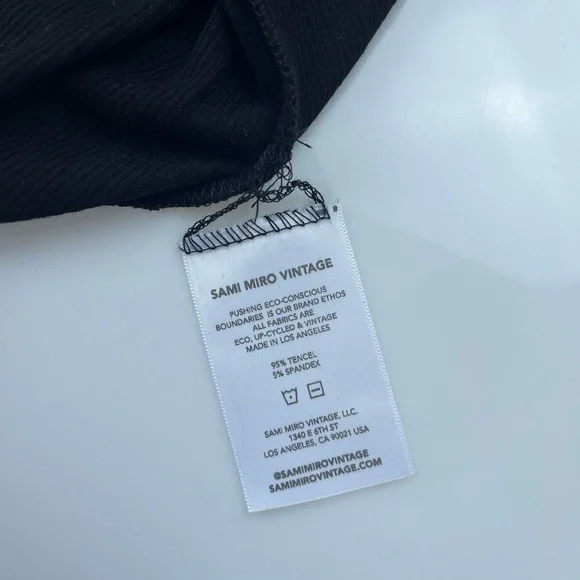 SAMI MIRO VINTAGE
PUSHING ECO-CONSCIOUS
BOUNDARIES IS OUR BRAND ETHOS
ALL FABRICS ARE
ECO, UP-CYCLED & VINTAGE
MADE IN LOS ANGELES
95% TENCEL
5% SPANDEX
SAMI MIRO VINTAGE, LLC.
1340 E 6TH ST
LOS ANGELES, CA 90021 USA
@SAMIMIROVINTAGE
SAMIMIROVINTAGE.COM